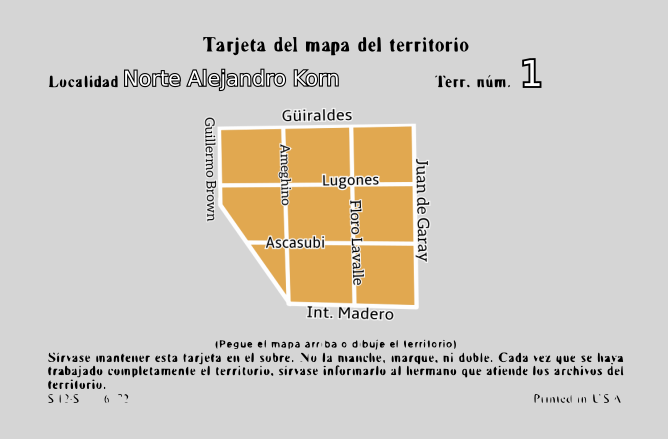 Tarjeta del mapa del territorio
Localidad Norte Alejandro Korn Terr. núm. 1
Güiraldes
Guillermo Brown
Ameghino
Juan de Garay
Lugones
Floro Lavalle
Ascasubi
Int. Madero
(Pegue el mapa arriba o dibuje el territorio)
Sírvase mantener esta tarjeta en el sobre. No la manche, marque, ni doble. Cada vez que se haya
trabajado completamente el territorio, sírvase informarlo al hermano que atiende los archivos del
territorio.
S-12-S 6-72 Printed in U.S.A.